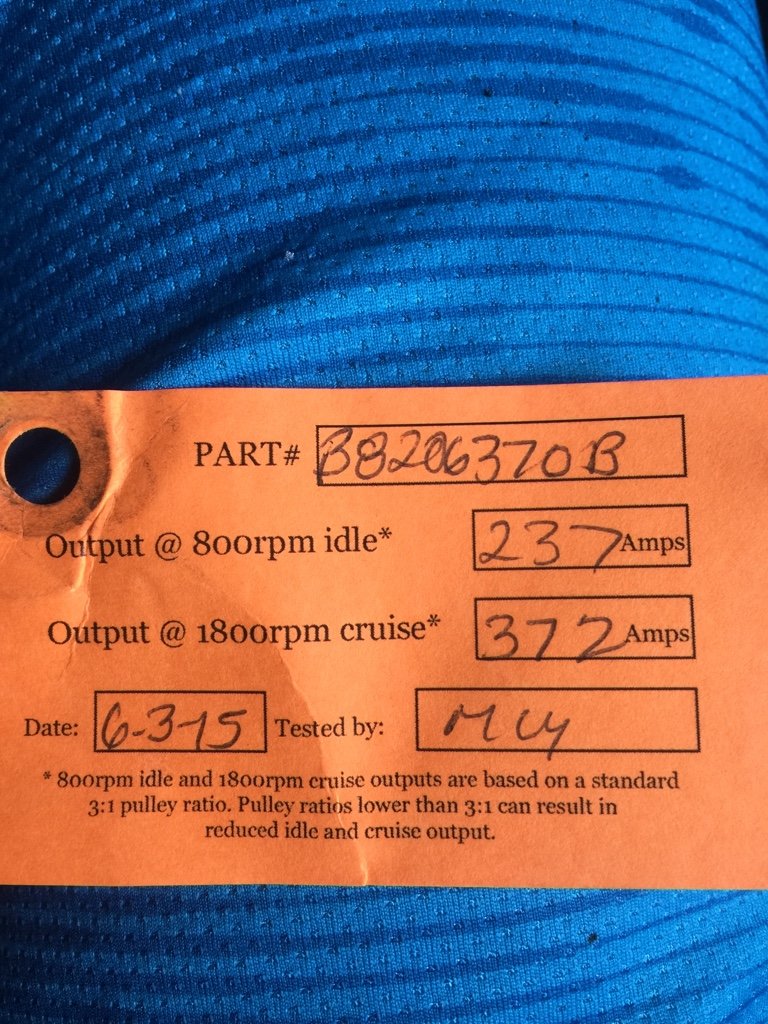 PART# B8206370B
Output @ 800rpm idle* 237 Amps
Output @ 1800rpm cruise* 372 Amps
Date: 6-3-15 Tested by:
* 800rpm idle and 1800rpm cruise outputs are based on a standard
3:1 pulley ratio. Pulley ratios lower than 3:1 can result in
reduced idle and cruise output.